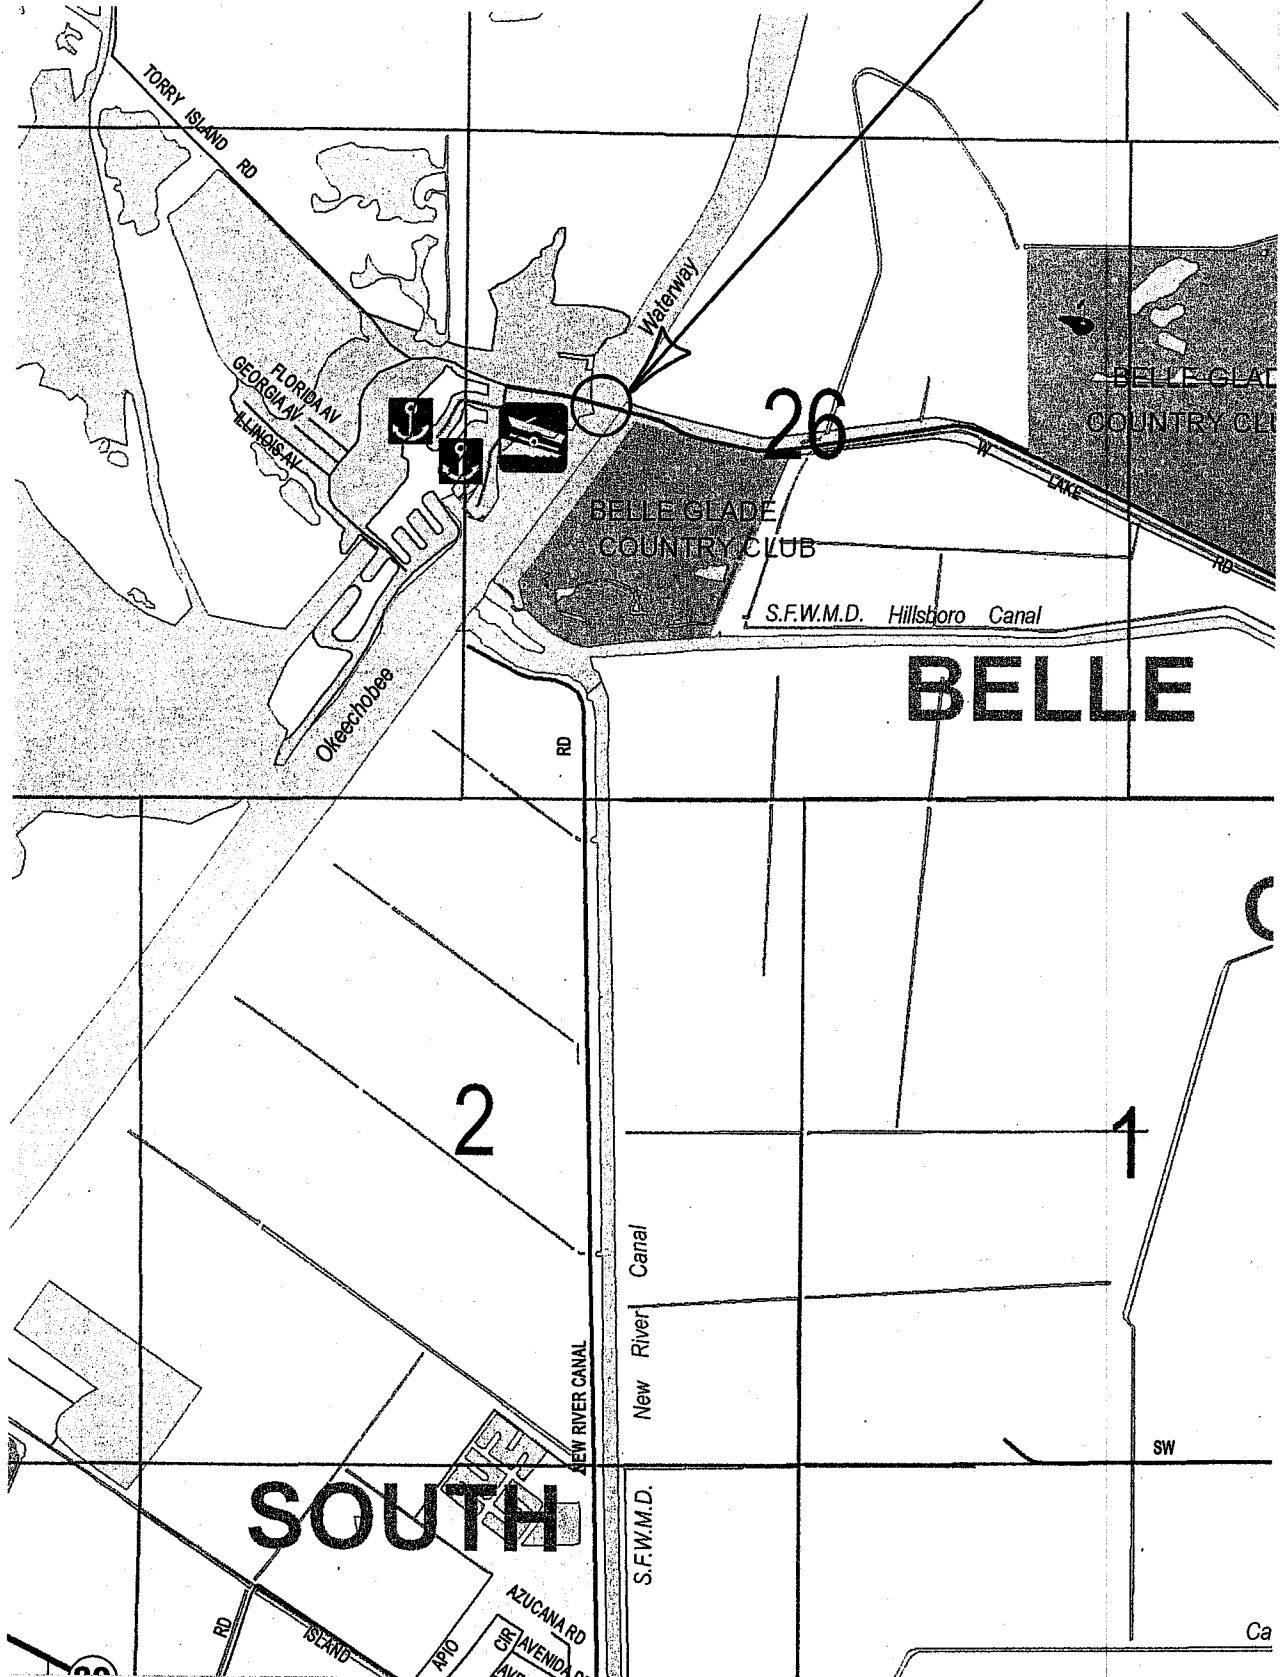 TORRY ISLAND RD
Waterway
FLORIDA AV
GEORGIA AV
ILLINOIS AV
26
BELLE GLAD
COUNTRY CLU
W LAKE RD
BELLE GLADE
COUNTRY CLUB
S.F.W.M.D. Hillsboro Canal
BELLE
Okeechobee
RD
2
1
S.F.W.M.D. New River Canal
NEW RIVER CANAL
SW
SOUTH
RD
ISLAND
APIO
AZUCANA RD
CIR
AVENIDA
Ca